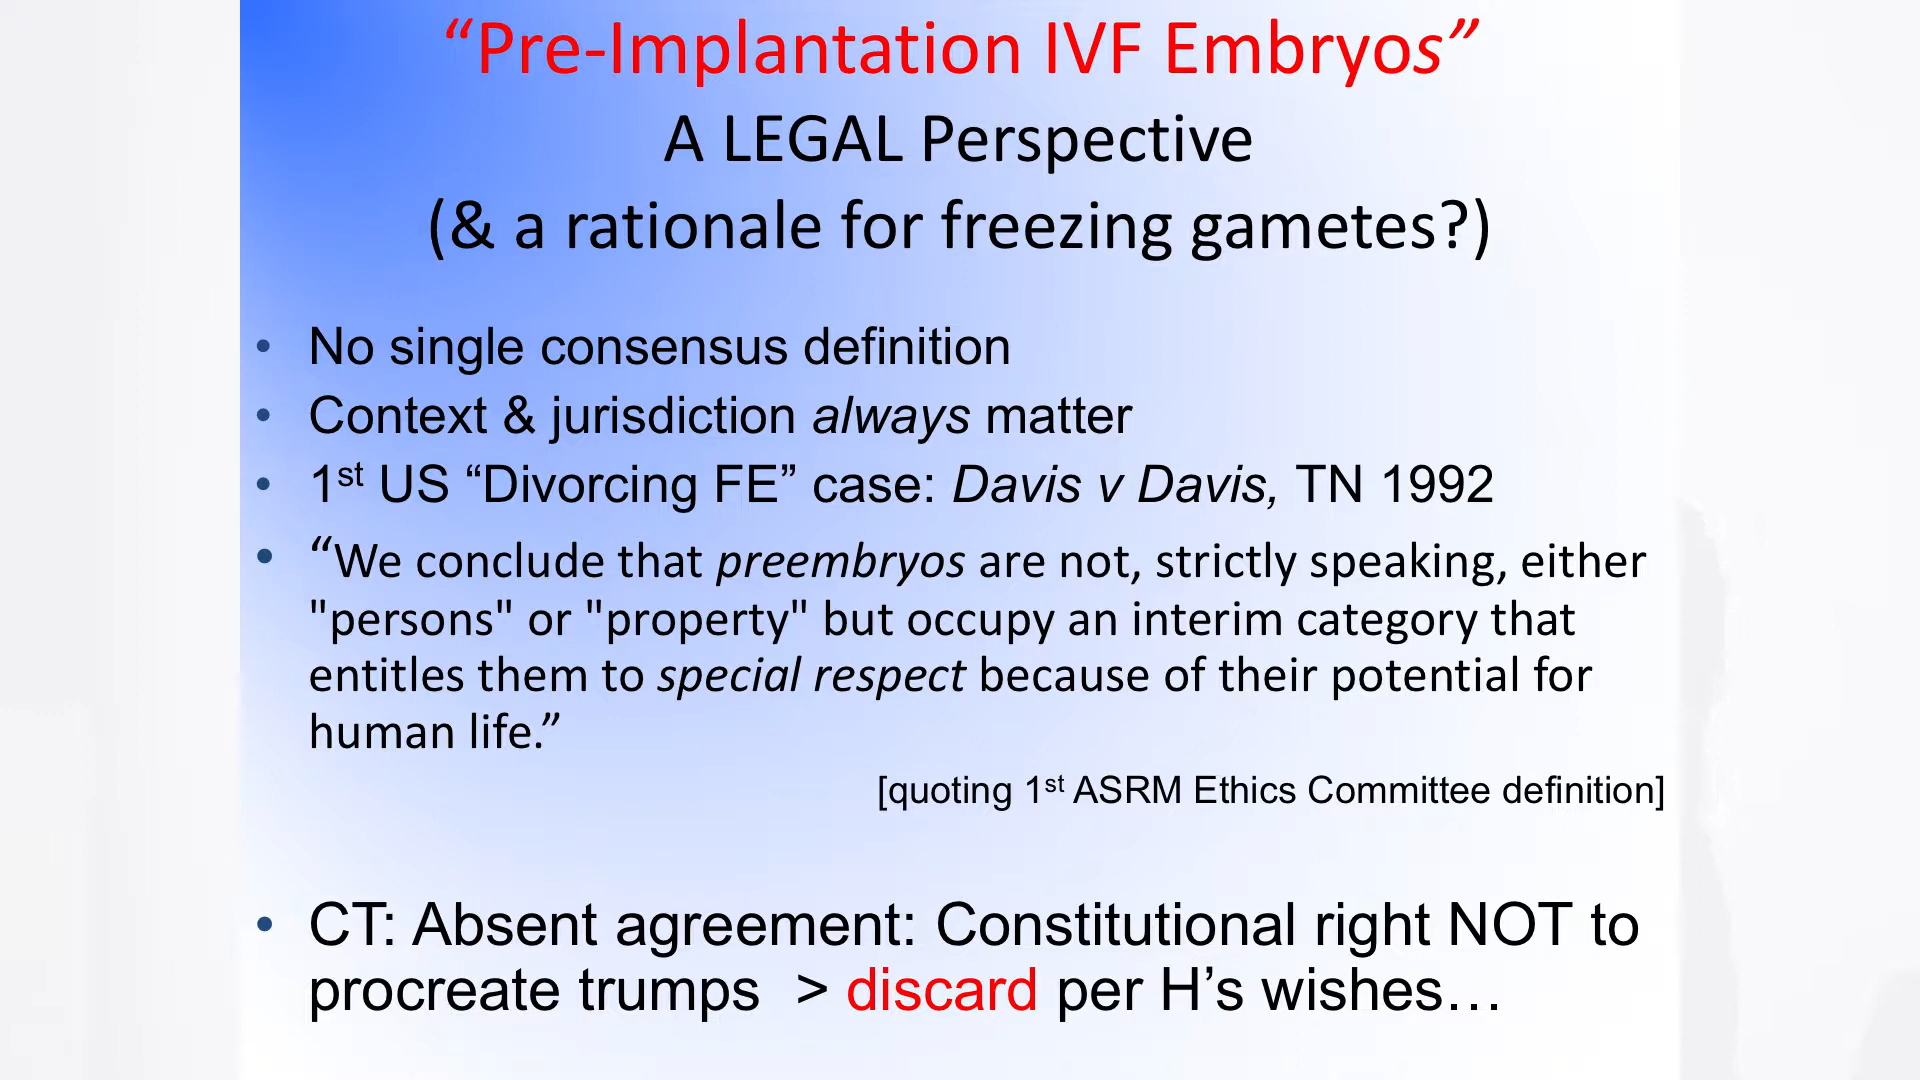 “Pre-Implantation IVF Embryos”
A LEGAL Perspective
(& a rationale for freezing gametes?)
• No single consensus definition
• Context & jurisdiction always matter
• 1st US “Divorcing FE” case: Davis v Davis, TN 1992
• “We conclude that preembryos are not, strictly speaking, either
"persons" or "property" but occupy an interim category that
entitles them to special respect because of their potential for
human life.”
[quoting 1st ASRM Ethics Committee definition]
• CT: Absent agreement: Constitutional right NOT to
procreate trumps > discard per H’s wishes…